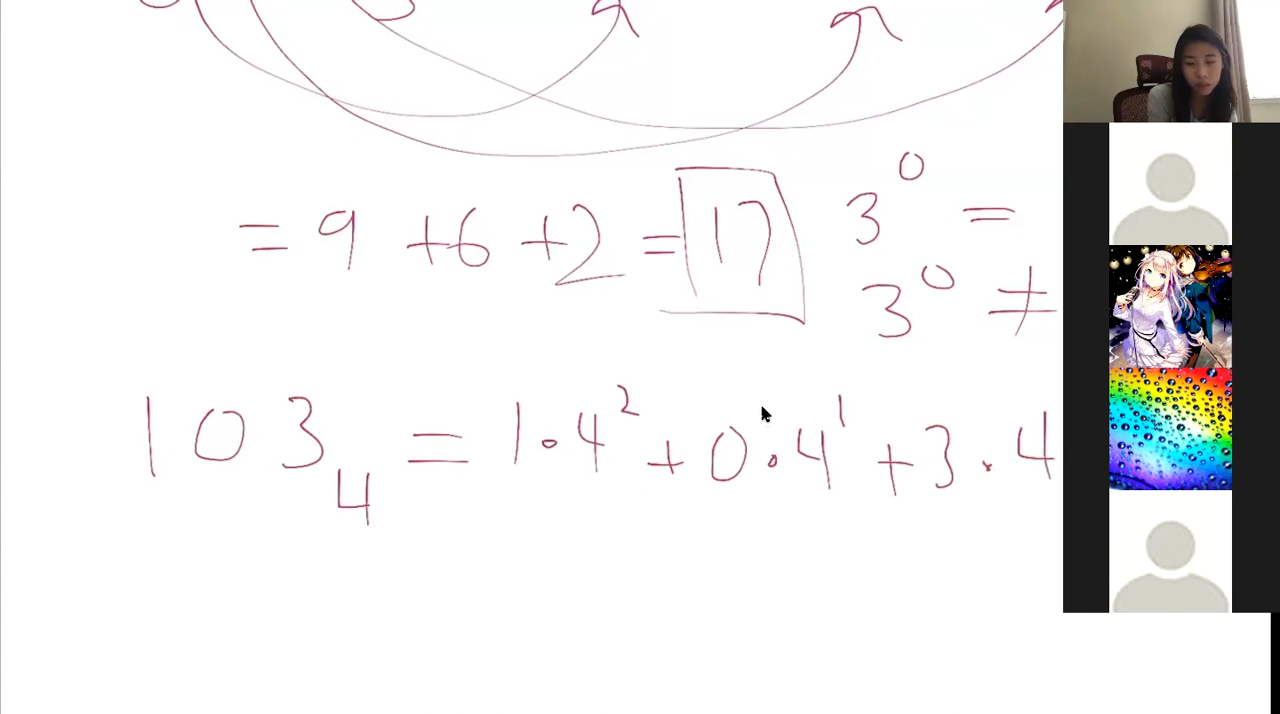 = 9 + 6 + 2 = 17 3⁰ =
3⁰ ≠
103₄ = 1·4² + 0·4¹ + 3·4